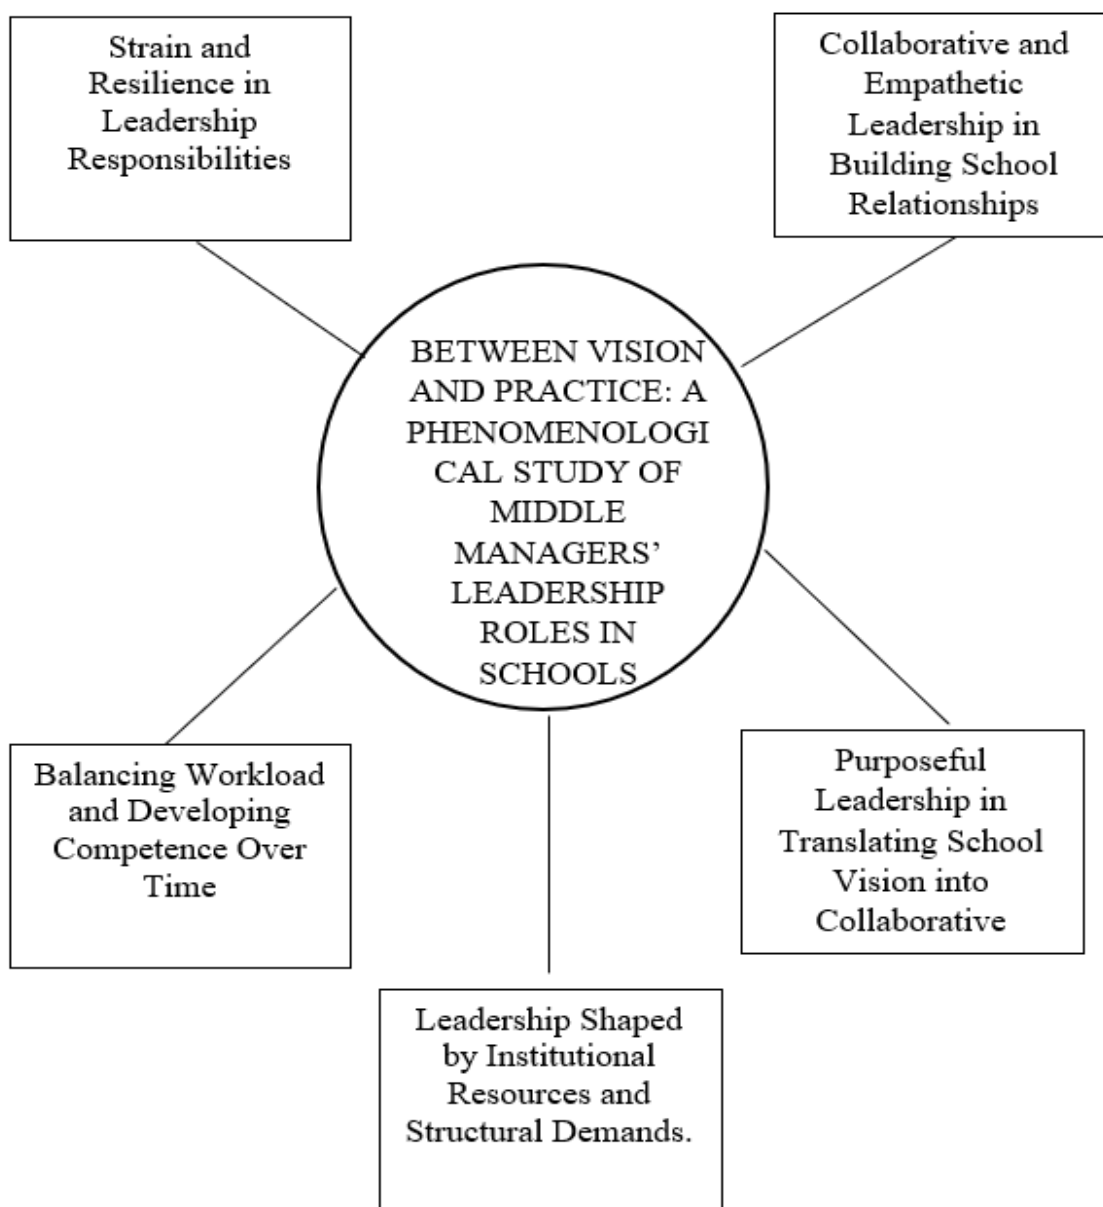 Strain and
Resilience in
Leadership
Responsibilities
Collaborative and
Empathetic
Leadership in
Building School
Relationships
BETWEEN VISION
AND PRACTICE: A
PHENOMENOLOGI
CAL STUDY OF
MIDDLE
MANAGERS’
LEADERSHIP
ROLES IN
SCHOOLS
Balancing Workload
and Developing
Competence Over
Time
Purposeful
Leadership in
Translating School
Vision into
Collaborative
Leadership Shaped
by Institutional
Resources and
Structural Demands.